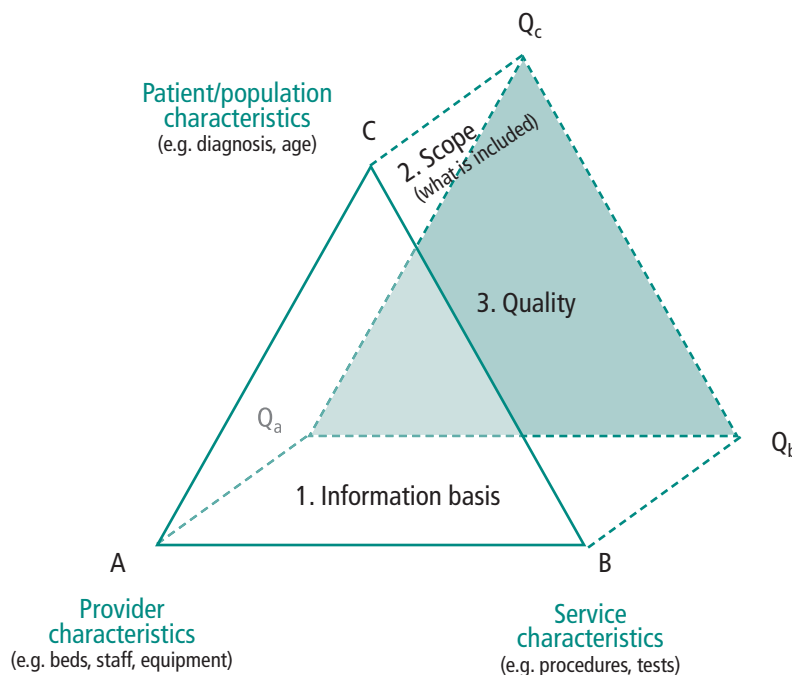 Qc
Patient/population
characteristics
(e.g. diagnosis, age)
C
2. Scope
(what is included)
3. Quality
Qa
Qb
1. Information basis
A
B
Provider
characteristics
(e.g. beds, staff, equipment)
Service
characteristics
(e.g. procedures, tests)